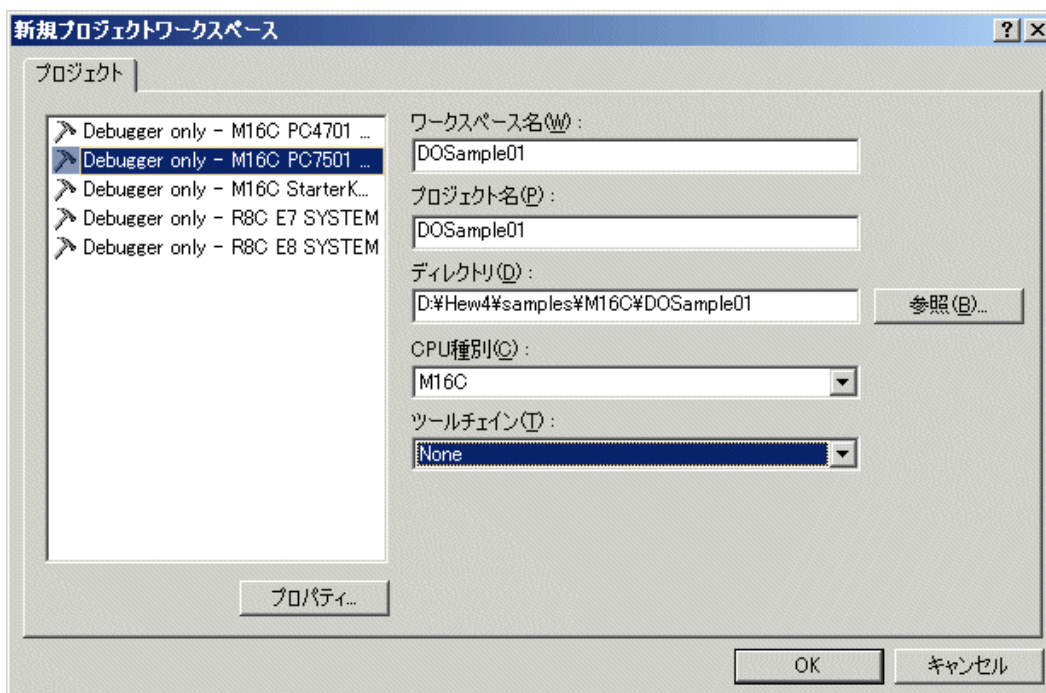 新規プロジェクトワークスペース
プロジェクト
Debugger only - M16C PC4701 ...
Debugger only - M16C PC7501 ...
Debugger only - M16C StarterK...
Debugger only - R8C E7 SYSTEM
Debugger only - R8C E8 SYSTEM
プロパティ...
ワークスペース名(W) :
DOSample01
プロジェクト名(P) :
DOSample01
ディレクトリ(D) :
D:¥Hew4¥samples¥M16C¥DOSample01
参照(B)...
CPU種別(C) :
M16C
ツールチェイン(T) :
None
OK
キャンセル